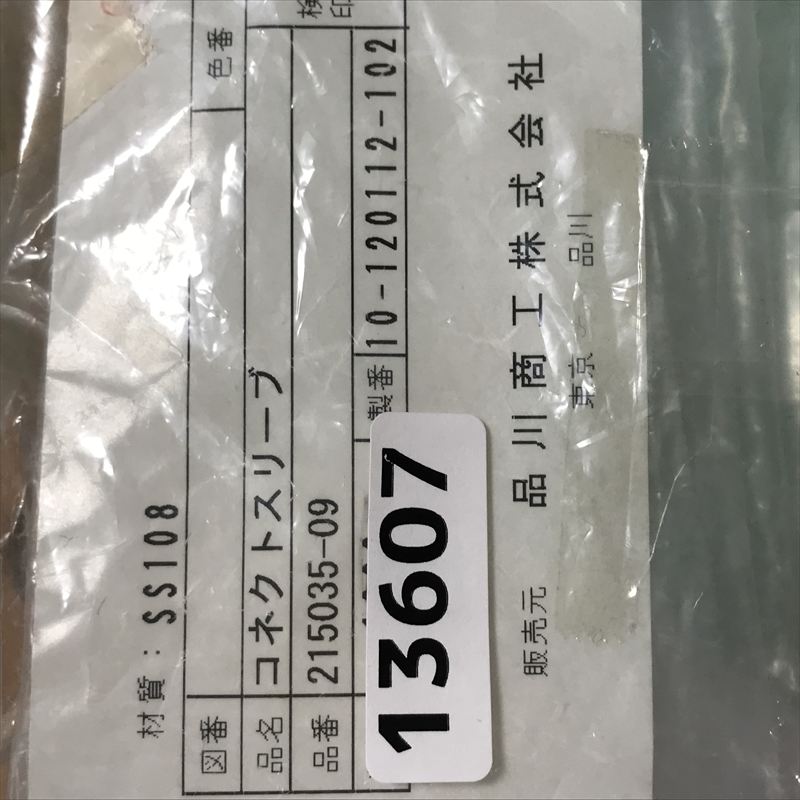 材質：SS108
図番 色番 検印
品名 コネクトスリーブ
品番 215035-09
製番 10-120112-102
13607
販売元 品川商工株式会社
東京 品川